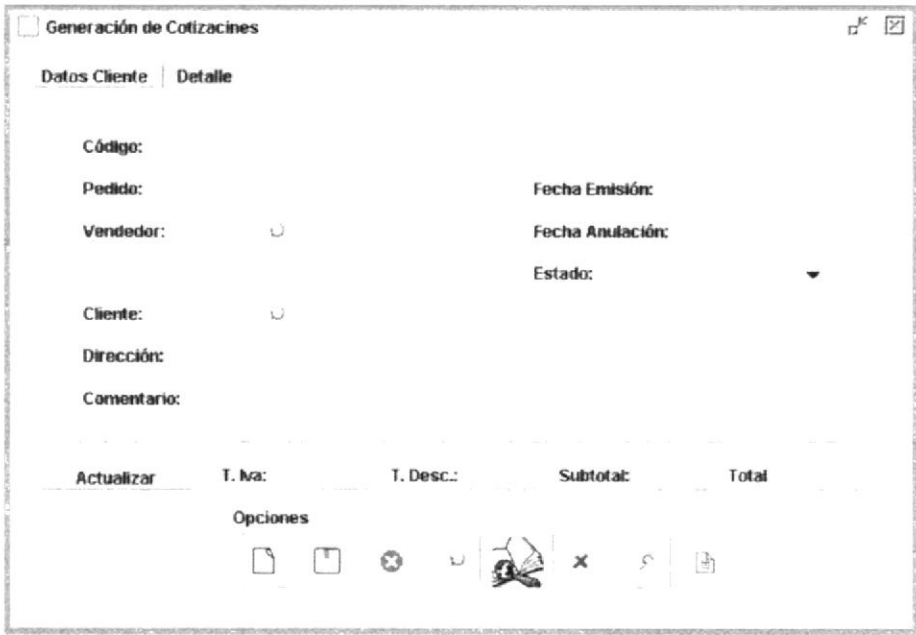 Generación de Cotizacines
Datos Cliente Detalle
Código:
Pedido: Fecha Emisión:
Vendedor: Fecha Anulación:
Estado:
Cliente:
Dirección:
Comentario:
Actualizar T. Iva: T. Desc.: Subtotal: Total
Opciones